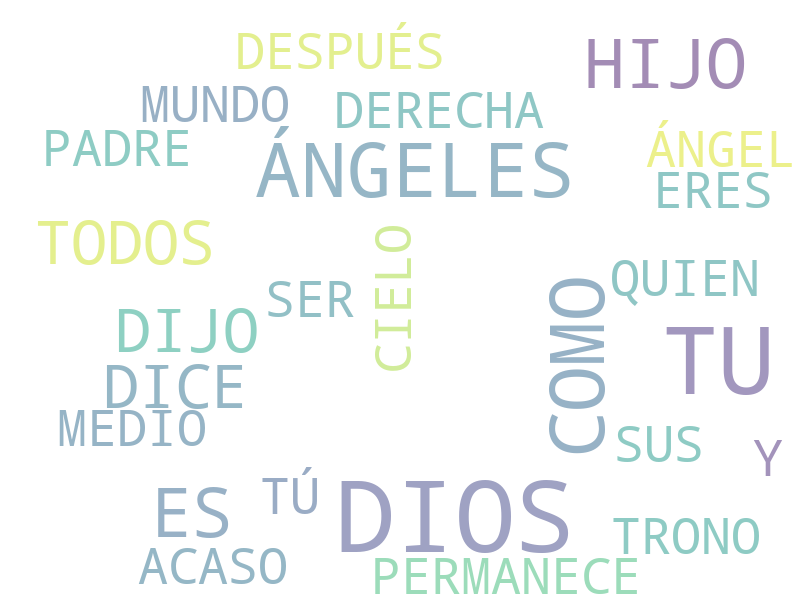 DESPUÉS
HIJO
MUNDO
DERECHA
PADRE
ÁNGELES
ÁNGEL
ERES
TODOS
CIELO
SER
QUIEN
COMO
DIJO
TU
DICE
MEDIO
SUS
Y
ES
TÚ
DIOS
TRONO
ACASO
PERMANECE